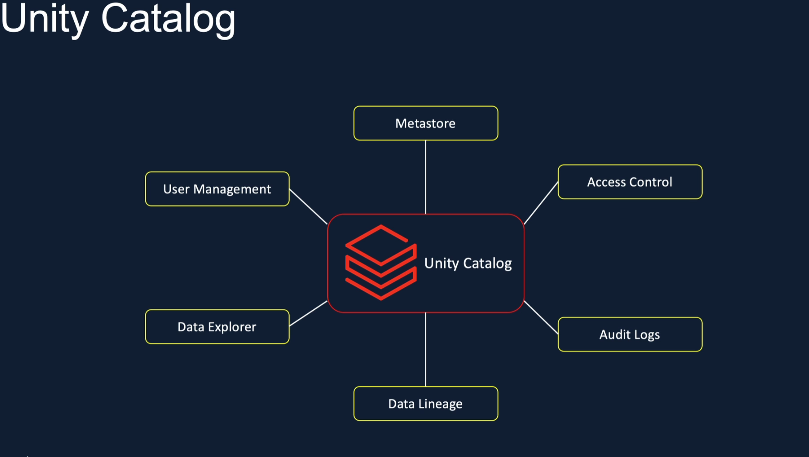 Unity Catalog
Metastore
User Management
Access Control
Unity Catalog
Data Explorer
Audit Logs
Data Lineage